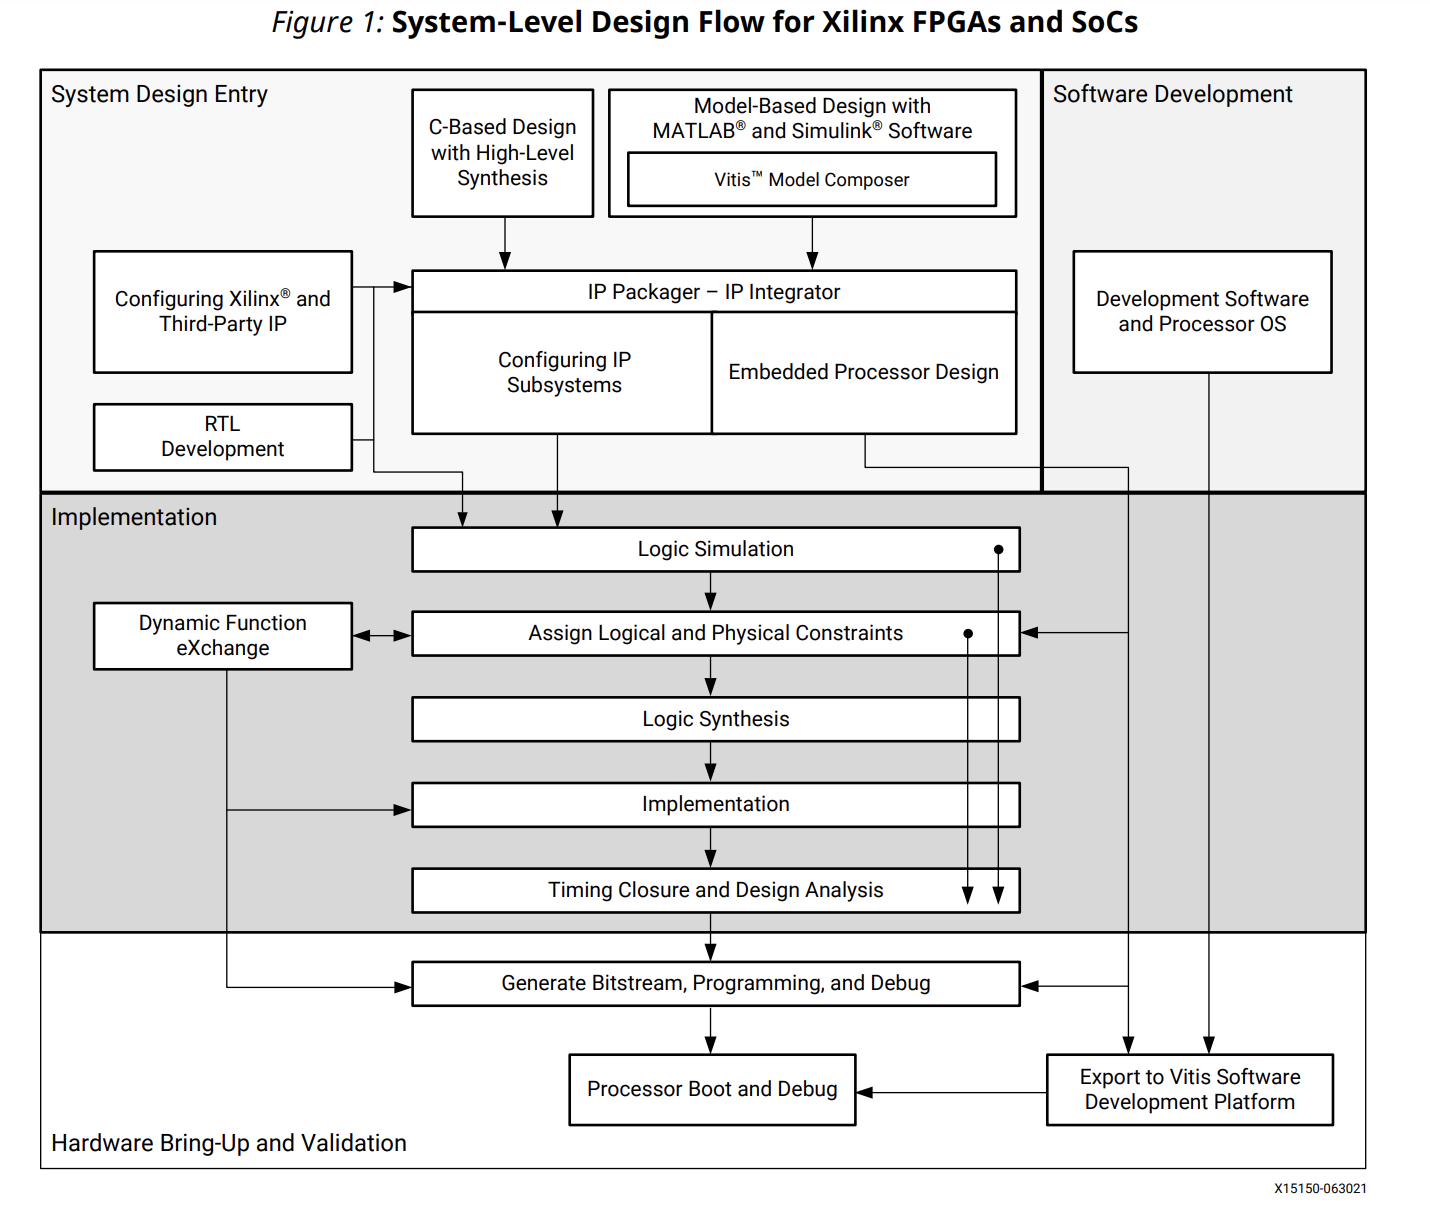 Figure 1: System-Level Design Flow for Xilinx FPGAs and SoCs
System Design Entry
Software Development
C-Based Design
with High-Level
Synthesis
Model-Based Design with
MATLAB® and Simulink® Software
Vitis™ Model Composer
Configuring Xilinx® and
Third-Party IP
IP Packager – IP Integrator
Development Software
and Processor OS
Configuring IP
Subsystems
Embedded Processor Design
RTL
Development
Implementation
Logic Simulation
Dynamic Function
eXchange
Assign Logical and Physical Constraints
Logic Synthesis
Implementation
Timing Closure and Design Analysis
Generate Bitstream, Programming, and Debug
Processor Boot and Debug
Export to Vitis Software
Development Platform
Hardware Bring-Up and Validation
X15150-063021